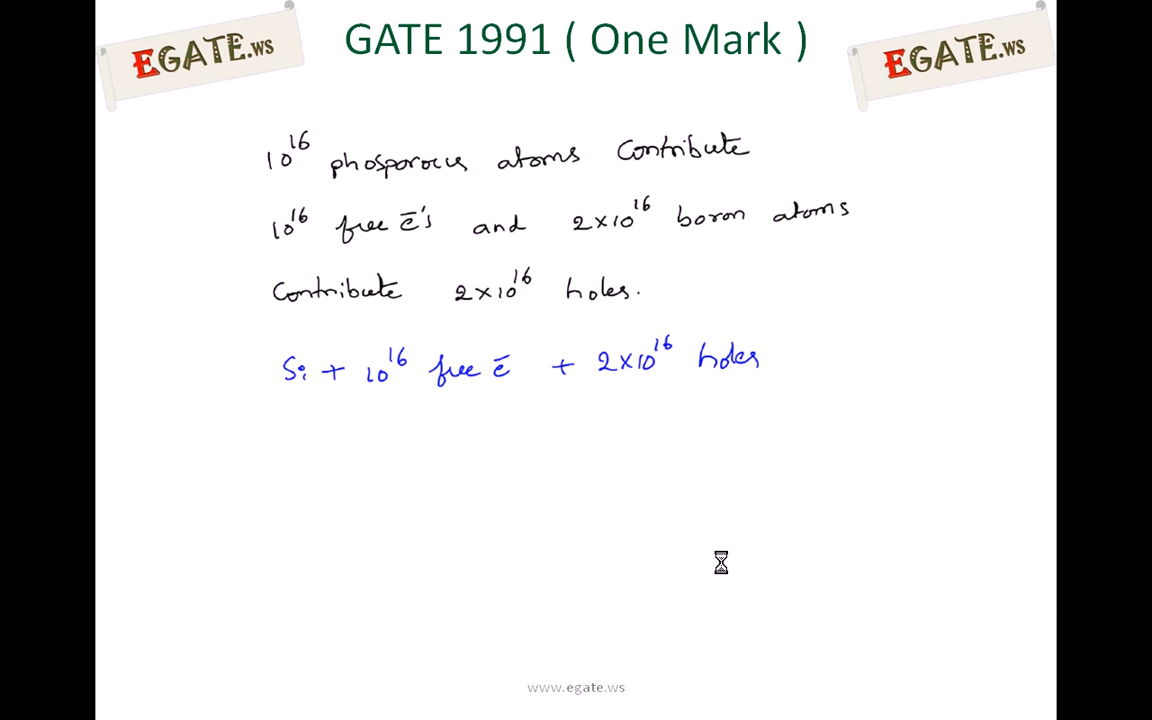 GATE 1991 ( One Mark )
EGATE.ws
EGATE.ws
10^16 phosporous atoms Contribute
10^16 free e̅'s and 2×10^16 boron atoms
Contribute 2×10^16 holes.
Si + 10^16 free e̅ + 2×10^16 holes
www.egate.ws